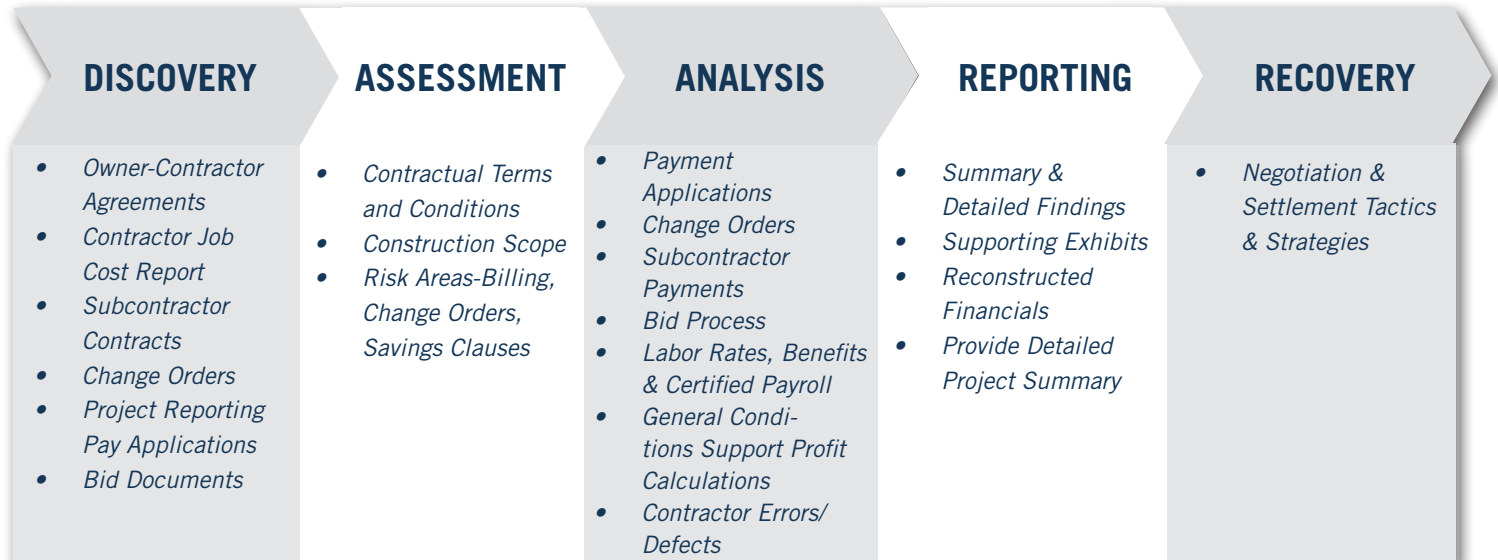 DISCOVERY
ASSESSMENT
ANALYSIS
REPORTING
RECOVERY
• Owner-Contractor
Agreements
• Contractor Job
Cost Report
• Subcontractor
Contracts
• Change Orders
• Project Reporting
Pay Applications
• Bid Documents
• Contractual Terms
and Conditions
• Construction Scope
• Risk Areas-Billing,
Change Orders,
Savings Clauses
• Payment
Applications
• Change Orders
• Subcontractor
Payments
• Bid Process
• Labor Rates, Benefits
& Certified Payroll
• General Condi-
tions Support Profit
Calculations
• Contractor Errors/
Defects
• Summary &
Detailed Findings
• Supporting Exhibits
• Reconstructed
Financials
• Provide Detailed
Project Summary
• Negotiation &
Settlement Tactics
& Strategies